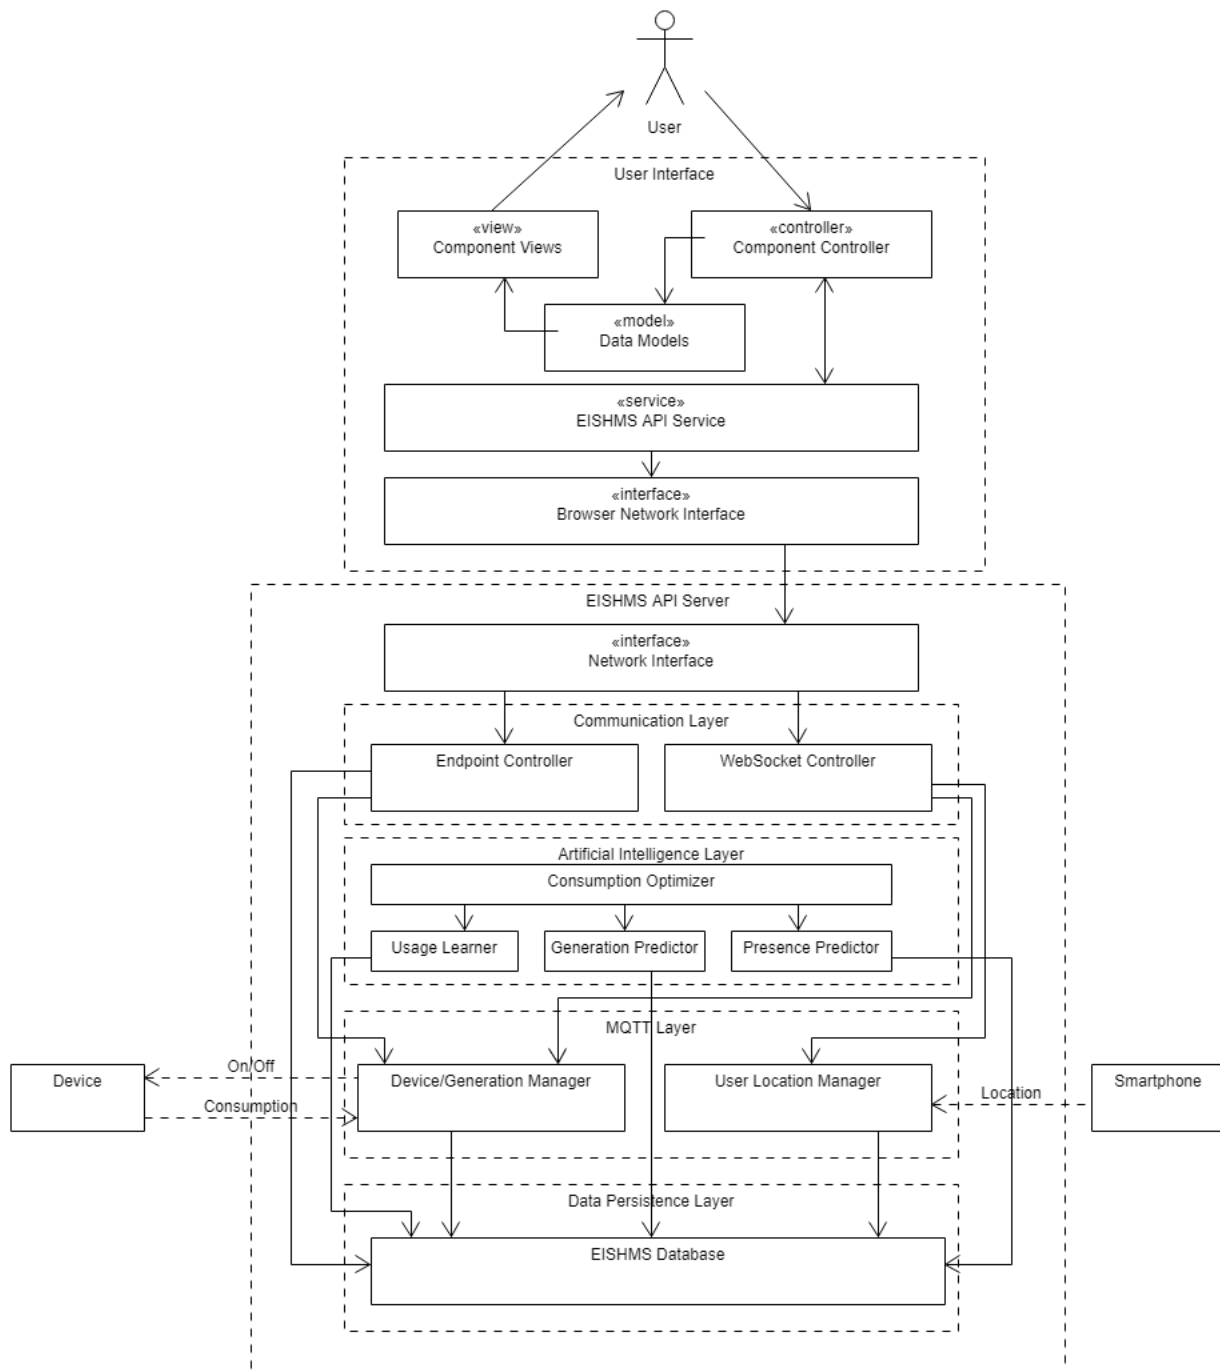 User
User Interface
«view»
Component Views
«controller»
Component Controller
«model»
Data Models
«service»
EISHMS API Service
«interface»
Browser Network Interface
EISHMS API Server
«interface»
Network Interface
Communication Layer
Endpoint Controller
WebSocket Controller
Artificial Intelligence Layer
Consumption Optimizer
Usage Learner
Generation Predictor
Presence Predictor
MQTT Layer
Device
On/Off
Consumption
Device/Generation Manager
User Location Manager
Location
Smartphone
Data Persistence Layer
EISHMS Database